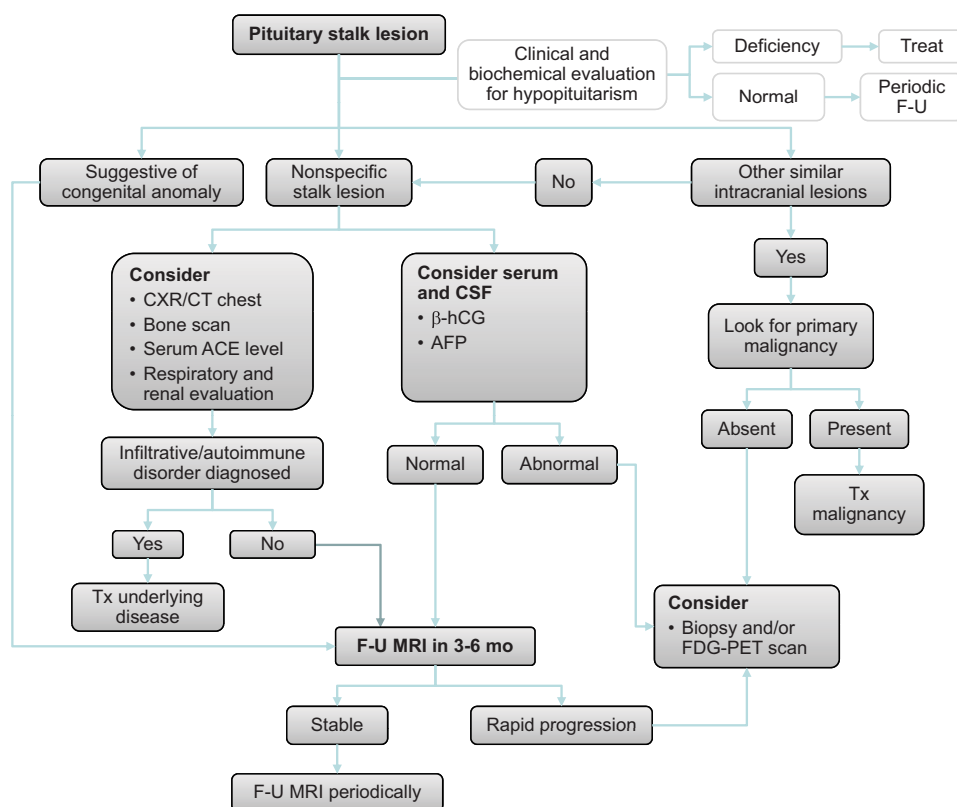 Pituitary stalk lesion
Clinical and
biochemical evaluation
for hypopituitarism
Deficiency
Treat
Normal
Periodic
F-U
Suggestive of
congenital anomaly
Nonspecific
stalk lesion
No
Other similar
intracranial lesions
Yes
Consider
• CXR/CT chest
• Bone scan
• Serum ACE level
• Respiratory and
renal evaluation
Consider serum
and CSF
• β-hCG
• AFP
Look for primary
malignancy
Absent
Present
Infiltrative/autoimmune
disorder diagnosed
Normal
Abnormal
Tx
malignancy
Yes
No
Tx underlying
disease
Consider
• Biopsy and/or
FDG-PET scan
F-U MRI in 3-6 mo
Stable
Rapid progression
F-U MRI periodically